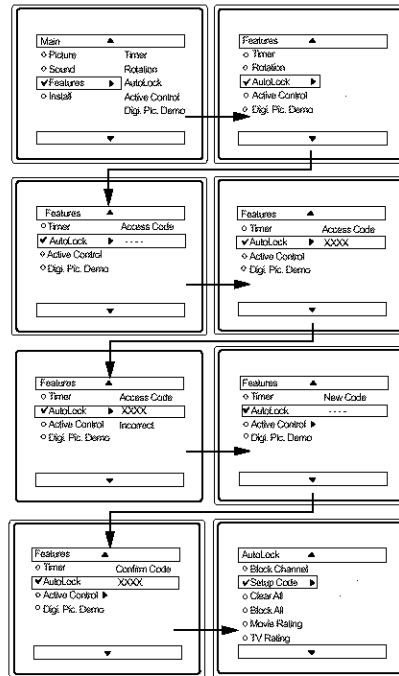 Main
Picture Timer
Sound Rotation
Features AutoLock
Install Active Control
Digi. Pic. Demo
Features
Timer
Rotation
AutoLock
Active Control
Digi. Pic. Demo
Features
Timer Access Code
AutoLock - - - -
Active Control
Digi. Pic. Demo
Features
Timer Access Code
AutoLock XXXX
Active Control
Digi. Pic. Demo
Features
Timer Access Code
AutoLock XXXX
Active Control Incorrect
Digi. Pic. Demo
Features
Timer New Code
AutoLock - - - -
Active Control
Digi. Pic. Demo
Features
Timer Confirm Code
AutoLock XXXX
Active Control
Digi. Pic. Demo
AutoLock
Block Channel
Setup Code
Clear All
Block All
Movie Rating
TV Rating